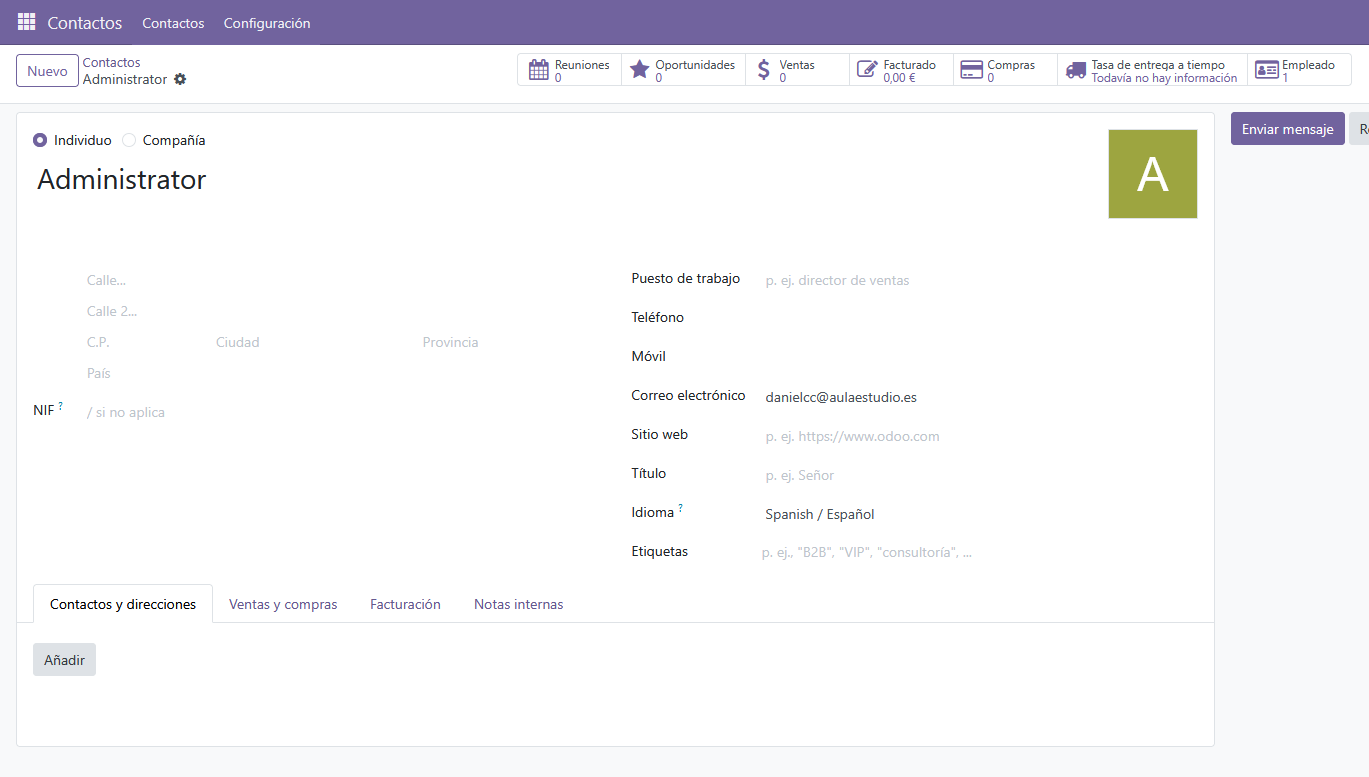 Contactos Contactos Configuración
Nuevo Contactos
Administrator
Reuniones Oportunidades Ventas Facturado Compras Tasa de entrega a tiempo Empleado
0 0 0 0,00 € 0 Todavía no hay información 1
Individuo Compañía
Enviar mensaje
Administrator
A
Calle...
Calle 2...
C.P. Ciudad Provincia
País
NIF ? / si no aplica
Puesto de trabajo p. ej. director de ventas
Teléfono
Móvil
Correo electrónico danielcc@aulaestudio.es
Sitio web p. ej. https://www.odoo.com
Título p. ej. Señor
Idioma ? Spanish / Español
Etiquetas p. ej., "B2B", "VIP", "consultoría", ...
Contactos y direcciones Ventas y compras Facturación Notas internas
Añadir